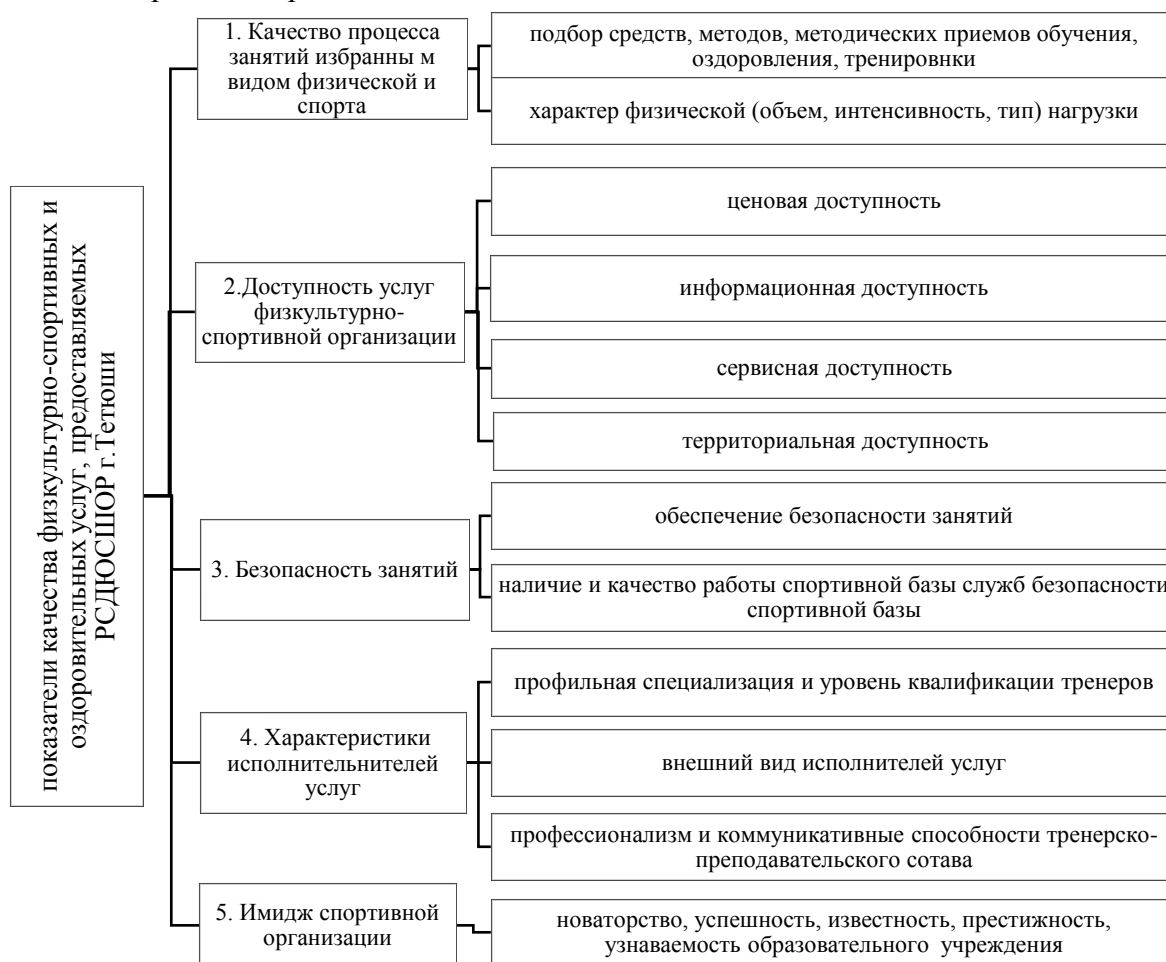 показатели качества физкультурно-спортивных и
оздоровительных услуг, предоставляемых
РСДЮСШОР г.Тетюши
1. Качество процесса
занятий избранны м
видом физической и
спорта
подбор средств, методов, методических приемов обучения,
оздоровления, тренировнки
характер физической (объем, интенсивность, тип) нагрузки
2.Доступность услуг
физкультурно-
спортивной организации
ценовая доступность
информационная доступность
сервисная доступность
территориальная доступность
3. Безопасность занятий
обеспечение безопасности занятий
наличие и качество работы спортивной базы служб безопасности
спортивной базы
4. Характеристики
исполнительнителей
услуг
профильная специализация и уровень квалификации тренеров
внешний вид исполнителей услуг
профессионализм и коммуникативные способности тренерско-
преподавательского сотава
5. Имидж спортивной
организации
новаторство, успешность, известность, престижность,
узнаваемость образовательного учреждения